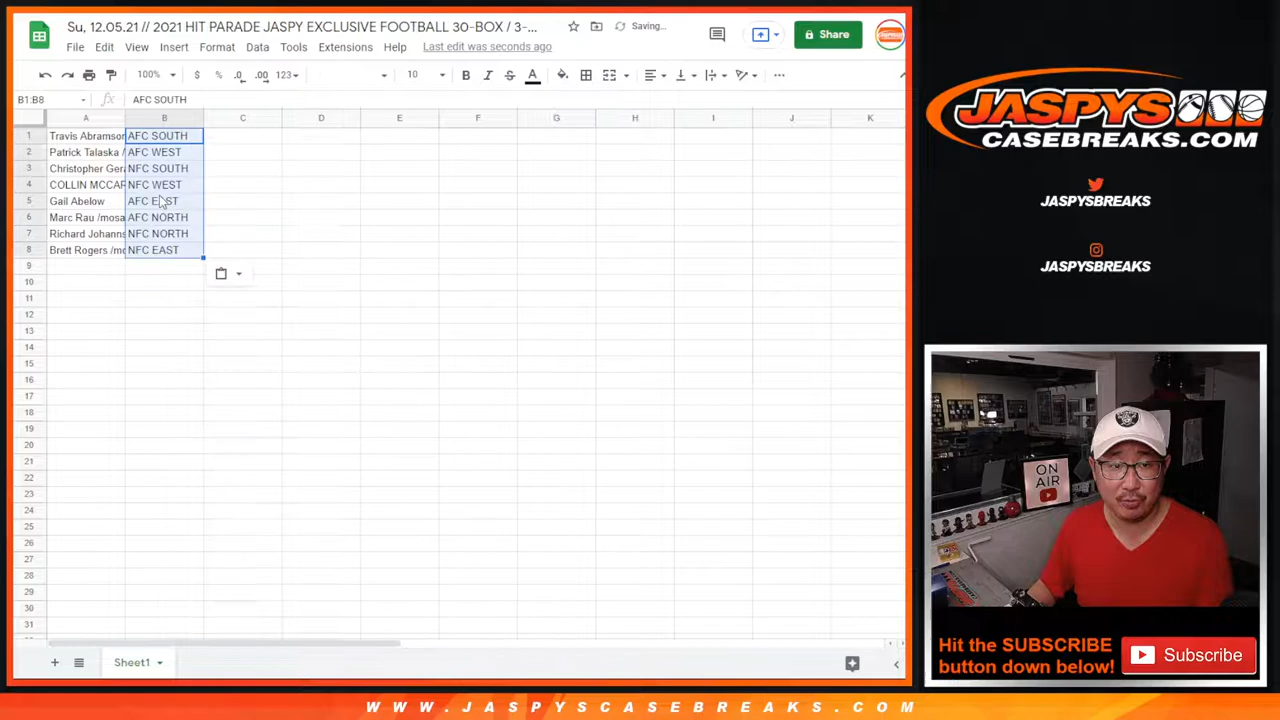 Su, 12.05.21 // 2021 HIT PARADE JASPY EXCLUSIVE FOOTBALL 30-BOX / 3-...
Saving...
Share
File Edit View Insert Format Data Tools Extensions Help Last edit was seconds ago
100% $ % .0 .00 123 10 B I S A
B1:B8 fx AFC SOUTH
A B C D E F G H I J K
1 Travis Abramson AFC SOUTH
2 Patrick Talaska / AFC WEST
3 Christopher Gera NFC SOUTH
4 COLLIN MCCAR NFC WEST
5 Gail Abelow AFC EAST
6 Marc Rau /mosa AFC NORTH
7 Richard Johanns NFC NORTH
8 Brett Rogers /mo NFC EAST
9
10
11
12
13
14
15
16
17
18
19
20
21
22
23
24
25
26
27
28
29
30
31
Sheet1
JASPYS
CASEBREAKS.COM
JASPYSBREAKS
JASPYSBREAKS
ON
AIR
Hit the SUBSCRIBE
button down below!
Subscribe
WWW.JASPYSCASEBREAKS.COM